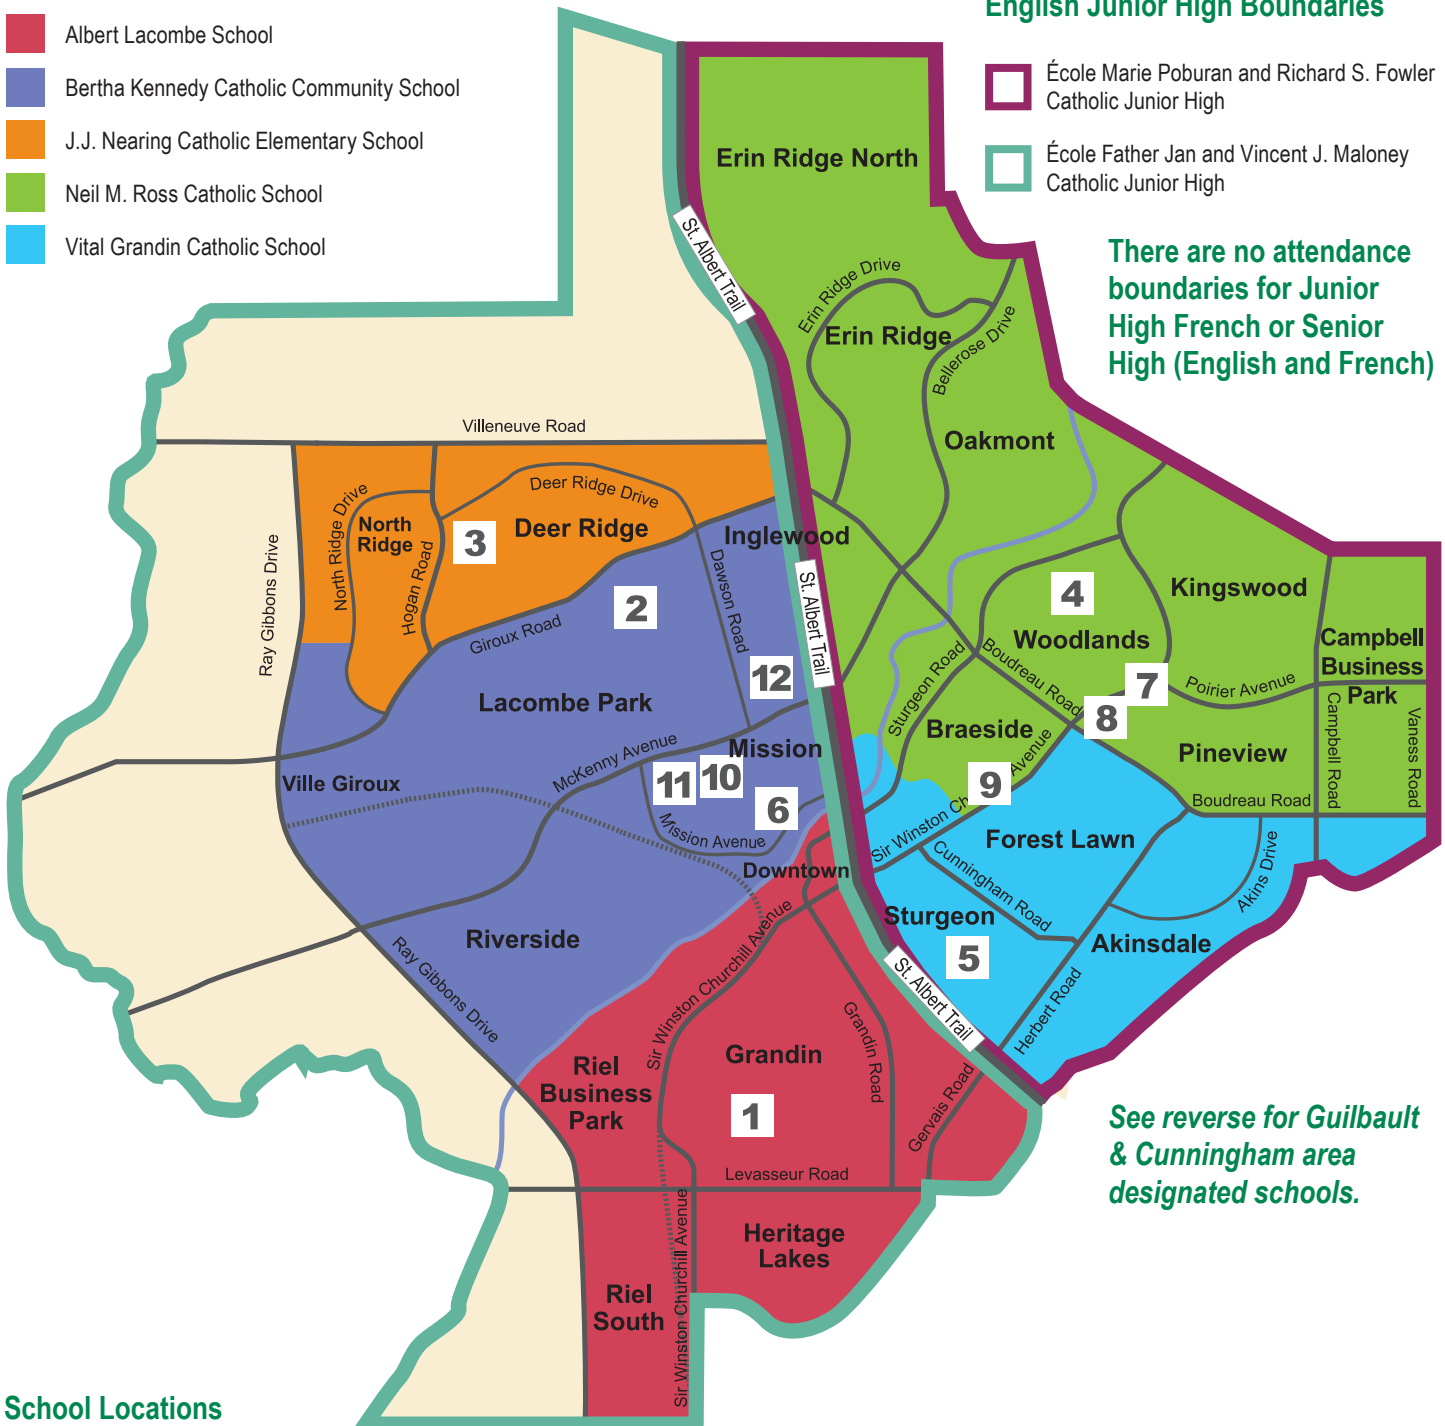 Albert Lacombe School
Bertha Kennedy Catholic Community School
J.J. Nearing Catholic Elementary School
Neil M. Ross Catholic School
Vital Grandin Catholic School
English Junior High Boundaries
École Marie Poburan and Richard S. Fowler
Catholic Junior High
École Father Jan and Vincent J. Maloney
Catholic Junior High
There are no attendance
boundaries for Junior
High French or Senior
High (English and French)
Erin Ridge North
St. Albert Trail
Erin Ridge Drive
Erin Ridge
Bellerose Drive
Oakmont
Villeneuve Road
Deer Ridge Drive
North Ridge Drive
North
Ridge
3
Deer Ridge
Hogan Road
Ray Gibbons Drive
Inglewood
Dawson Road
St. Albert Trail
2
Giroux Road
4
Kingswood
Woodlands
Campbell
Business
Park
Lacombe Park
12
Sturgeon Road
Boudreau Road
7
8
Poirier Avenue
Campbell Road
Vaness Road
Braeside
Pineview
McKenny Avenue
Mission
Ville Giroux
11
10
6
Mission Avenue
9
Sir Winston Ch
Avenue
Boudreau Road
Forest Lawn
Downtown
Cunningham Road
Akins Drive
Sturgeon
5
Akinsdale
Riverside
Ray Gibbons Drive
Sir Winston Churchill Avenue
St. Albert Trail
Herbert Road
Grandin Road
Grandin
Riel
Business
Park
1
Gervais Road
Levasseur Road
See reverse for Guilbault
& Cunningham area
designated schools.
Heritage
Lakes
Sir Winston Churchill Avenue
Riel
South
School Locations